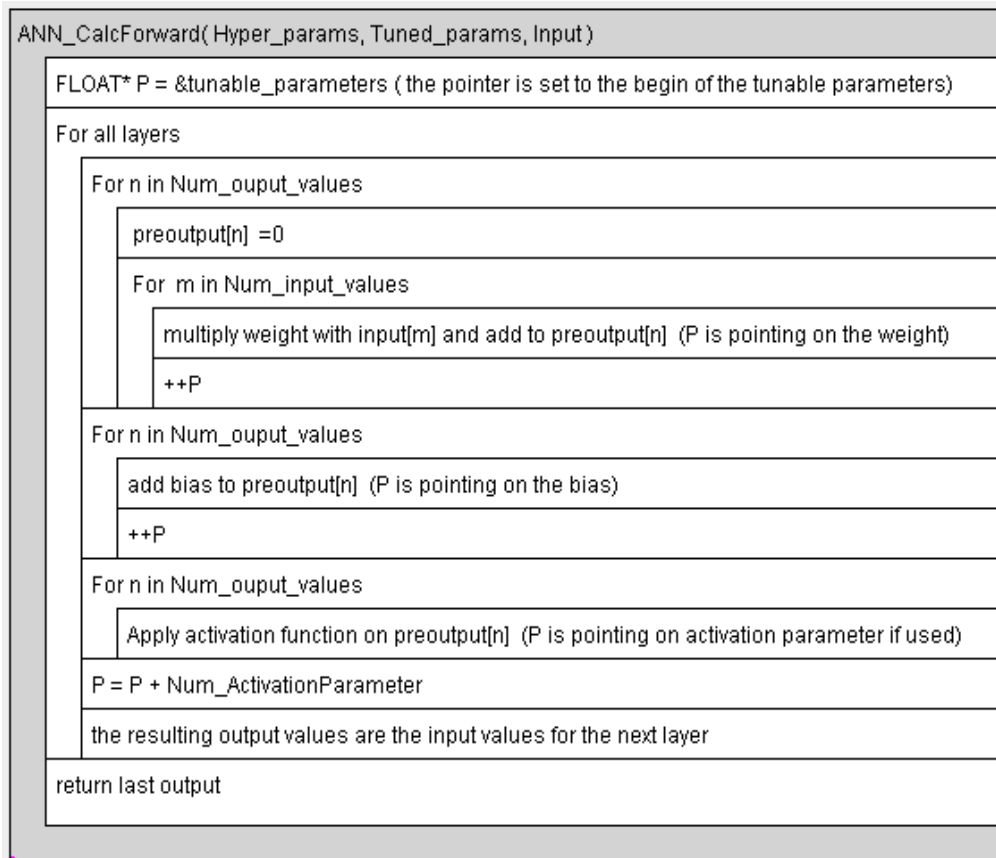 ANN_CalcForward( Hyper_params, Tuned_params, Input )
FLOAT* P = &tunable_parameters ( the pointer is set to the begin of the tunable parameters)
For all layers
For n in Num_ouput_values
preoutput[n] =0
For m in Num_input_values
multiply weight with input[m] and add to preoutput[n] (P is pointing on the weight)
++P
For n in Num_ouput_values
add bias to preoutput[n] (P is pointing on the bias)
++P
For n in Num_ouput_values
Apply activation function on preoutput[n] (P is pointing on activation parameter if used)
P = P + Num_ActivationParameter
the resulting output values are the input values for the next layer
return last output